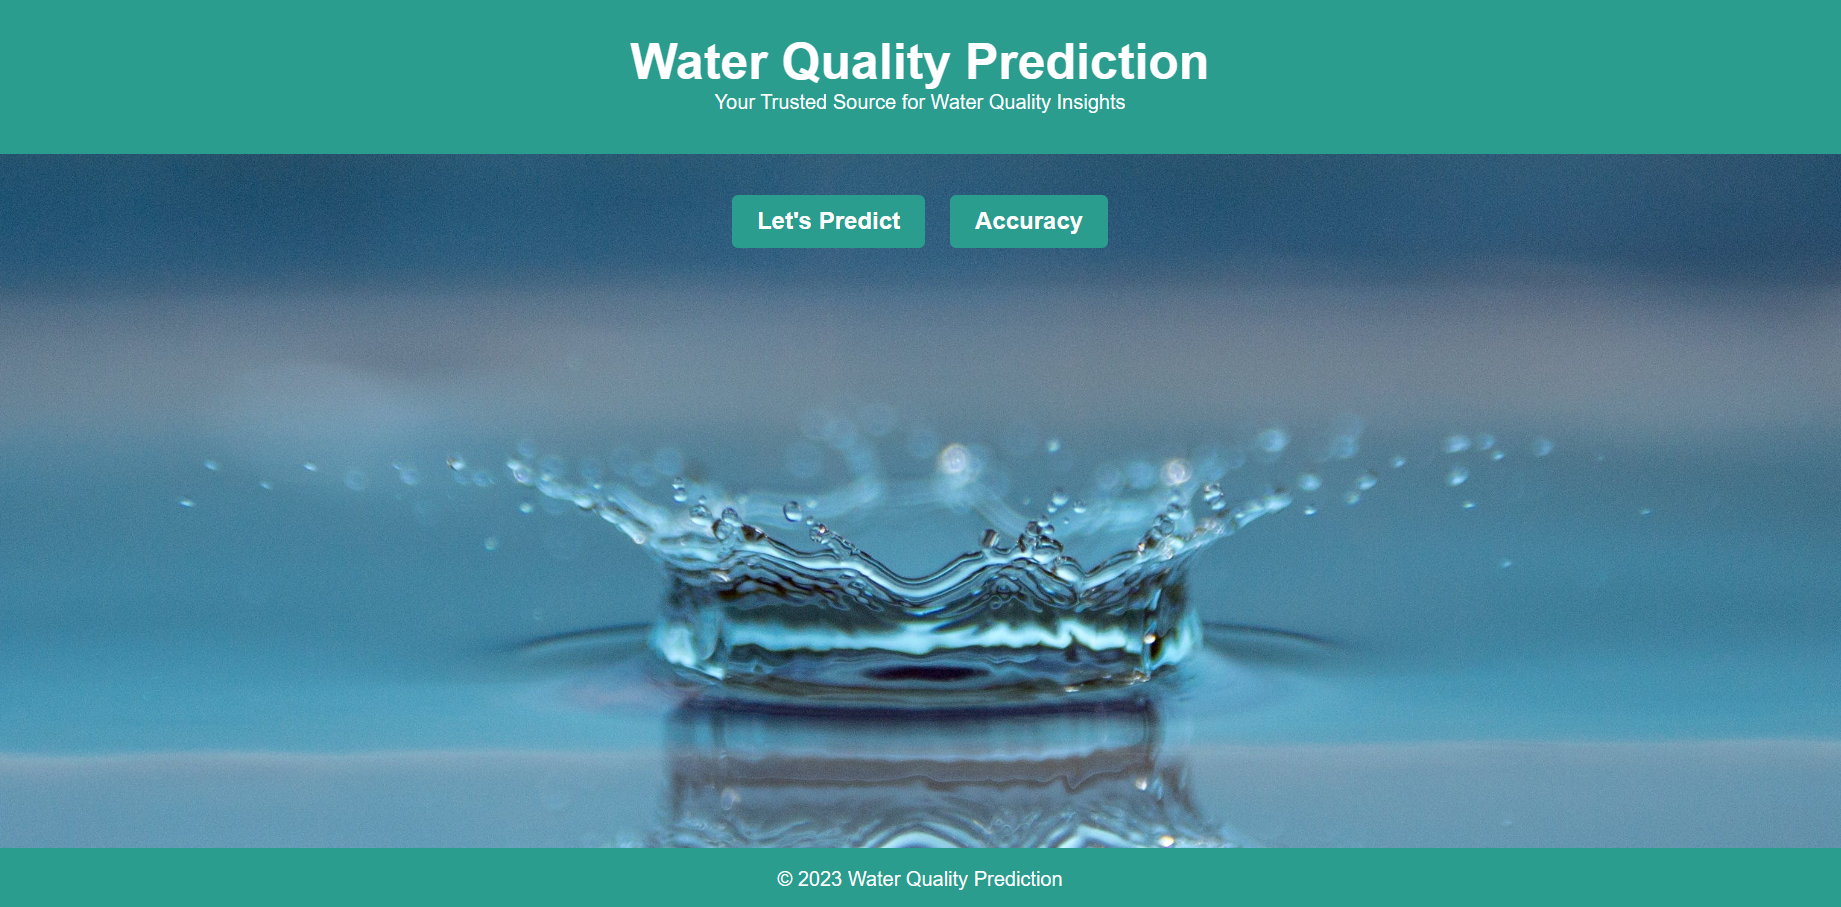 Water Quality Prediction
Your Trusted Source for Water Quality Insights
Let's Predict
Accuracy
© 2023 Water Quality Prediction